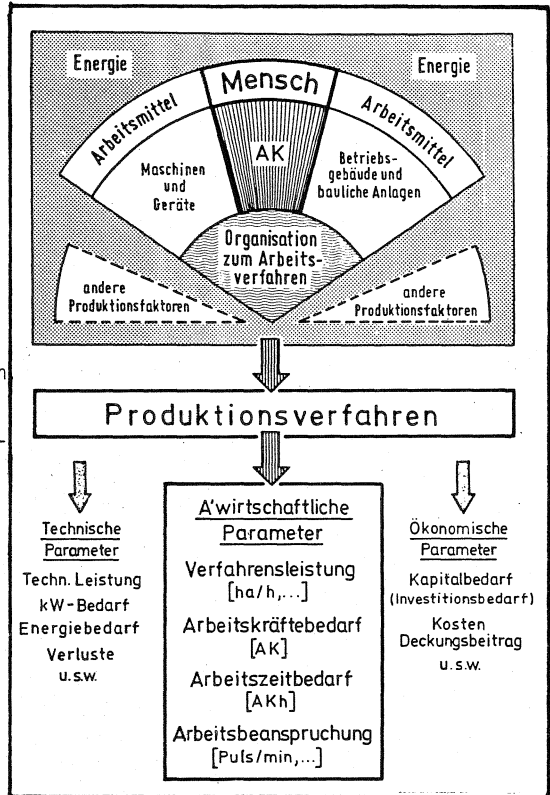 Energie
Energie
Mensch
Arbeitsmittel
Arbeitsmittel
AK
Maschinen
und
Geräte
Betriebs-
gebäude und
bauliche Anlagen
Organisation
zum Arbeits-
verfahren
andere
Produktionsfaktoren
andere
Produktionsfaktoren
Produktionsverfahren
Technische
Parameter
Techn. Leistung
kW-Bedarf
Energiebedarf
Verluste
u.s.w.
A'wirtschaftliche
Parameter
Verfahrensleistung
[ha/h,...]
Arbeitskräftebedarf
[AK]
Arbeitszeitbedarf
[AKh]
Arbeitsbeanspruchung
[Puls/min,...]
Ökonomische
Parameter
Kapitalbedarf
(Investitionsbedarf)
Kosten
Deckungsbeitrag
u.s.w.